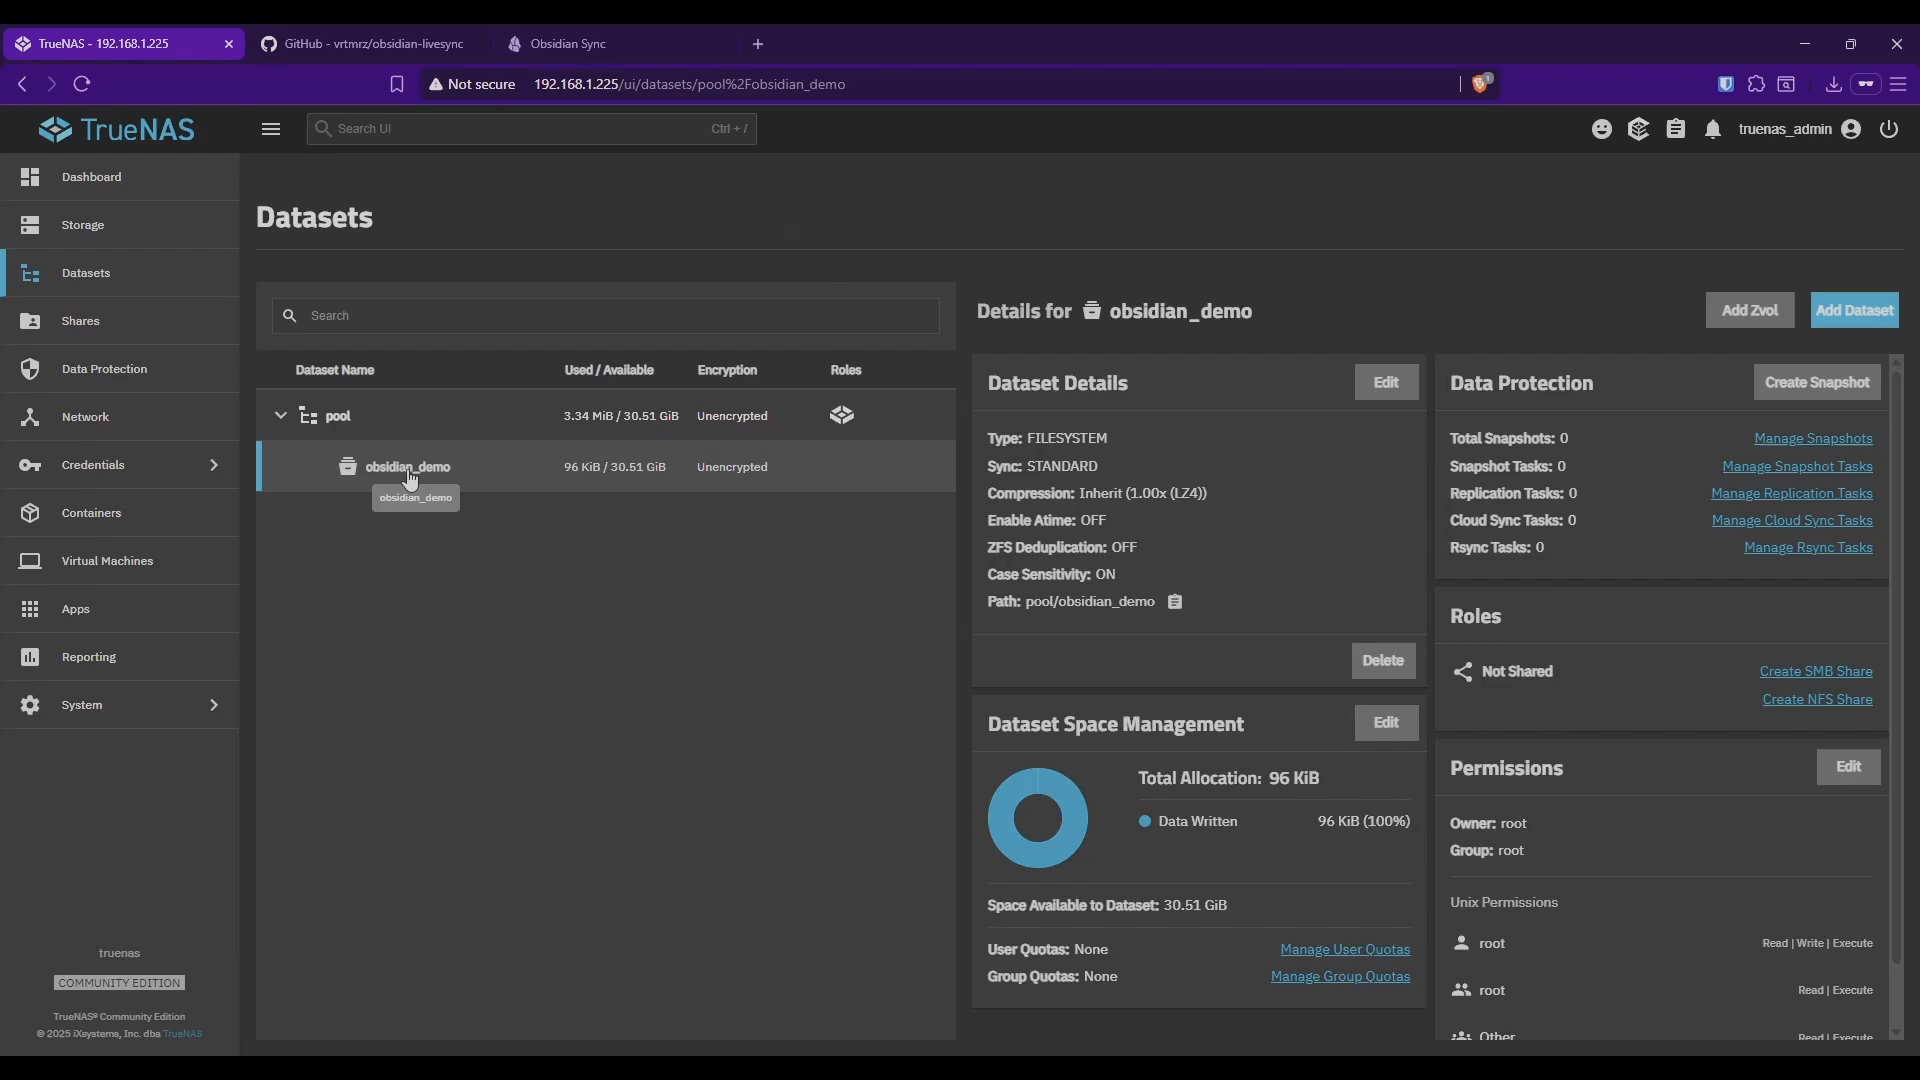 TrueNAS - 192.168.1.225
GitHub - vrtmrz/obsidian-livesync
Obsidian Sync
Not secure
192.168.1.225/ui/datasets/pool%2Fobsidian_demo
1
TrueNAS
Search UI
Ctrl + /
truenas_admin
Dashboard
Storage
Datasets
Shares
Data Protection
Network
Credentials
Containers
Virtual Machines
Apps
Reporting
System
truenas
COMMUNITY EDITION
TrueNAS® Community Edition
© 2025 iXsystems, Inc. dba TrueNAS
Datasets
Search
Dataset Name Used / Available Encryption Roles
pool 3.34 MiB / 30.51 GiB Unencrypted
obsidian_demo 96 KiB / 30.51 GiB Unencrypted
obsidian_demo
Details for obsidian_demo
Add Zvol
Add Dataset
Dataset Details
Edit
Type: FILESYSTEM
Sync: STANDARD
Compression: Inherit (1.00x (LZ4))
Enable Atime: OFF
ZFS Deduplication: OFF
Case Sensitivity: ON
Path: pool/obsidian_demo
Delete
Dataset Space Management
Edit
Total Allocation: 96 KiB
Data Written 96 KiB (100%)
Space Available to Dataset: 30.51 GiB
User Quotas: None Manage User Quotas
Group Quotas: None Manage Group Quotas
Data Protection
Create Snapshot
Total Snapshots: 0 Manage Snapshots
Snapshot Tasks: 0 Manage Snapshot Tasks
Replication Tasks: 0 Manage Replication Tasks
Cloud Sync Tasks: 0 Manage Cloud Sync Tasks
Rsync Tasks: 0 Manage Rsync Tasks
Roles
Not Shared Create SMB Share
Create NFS Share
Permissions
Edit
Owner: root
Group: root
Unix Permissions
root Read | Write | Execute
root Read | Execute
Other Read | Execute